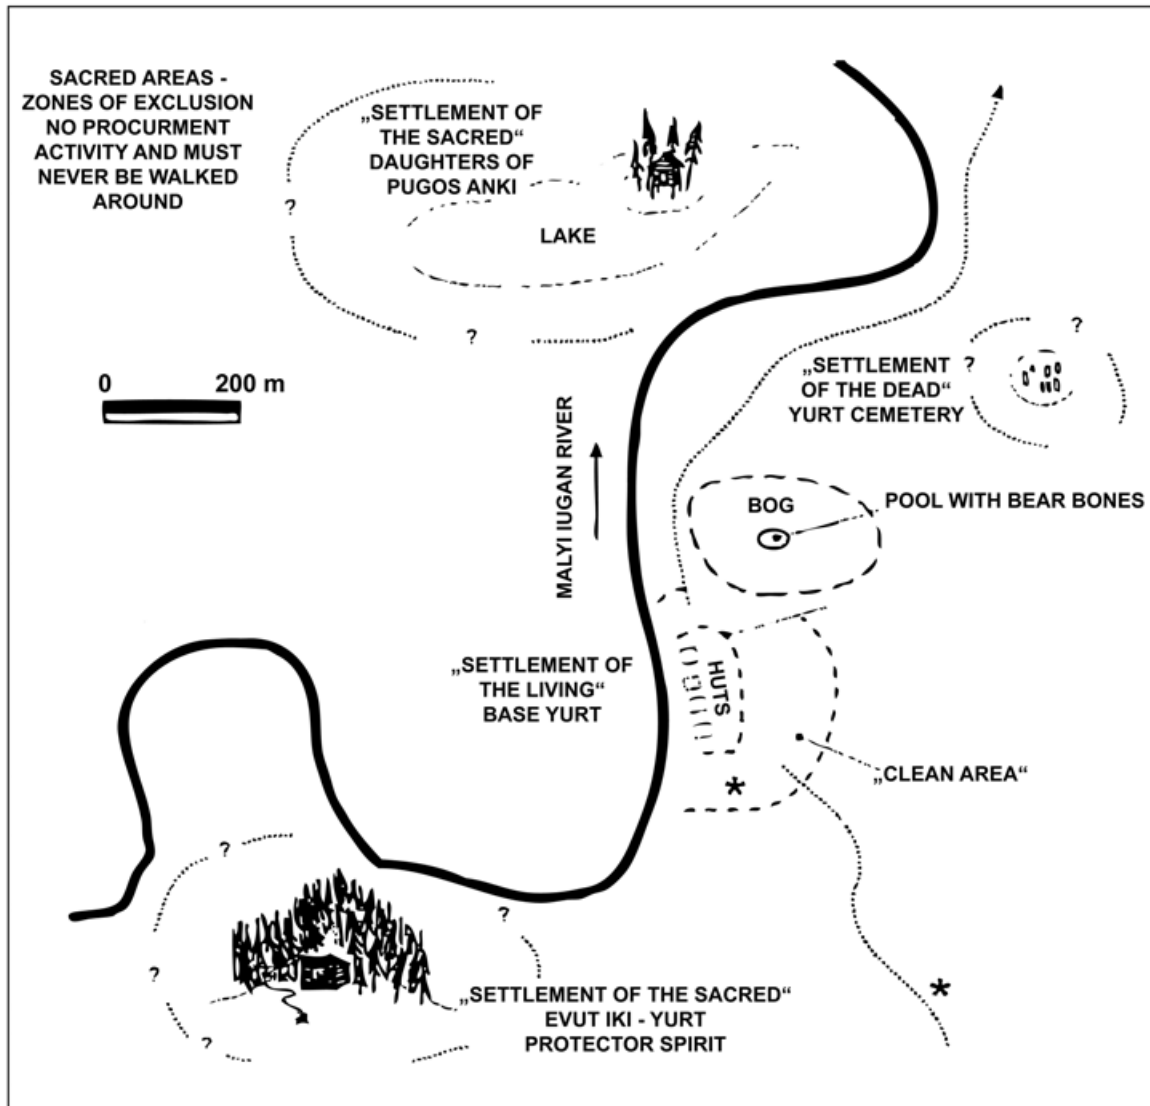 SACRED AREAS -
ZONES OF EXCLUSION
NO PROCURMENT
ACTIVITY AND MUST
NEVER BE WALKED
AROUND
„SETTLEMENT OF
THE SACRED“
DAUGHTERS OF
PUGOS ANKI
?
LAKE
?
?
0 200 m
„SETTLEMENT ?
OF THE DEAD“
YURT CEMETERY
MALYI IUGAN RIVER
BOG
POOL WITH BEAR BONES
„SETTLEMENT OF
THE LIVING“
BASE YURT
HUTS
*
„CLEAN AREA“
?
?
?
?
*
„SETTLEMENT OF THE SACRED“
EVUT IKI - YURT
PROTECTOR SPIRIT